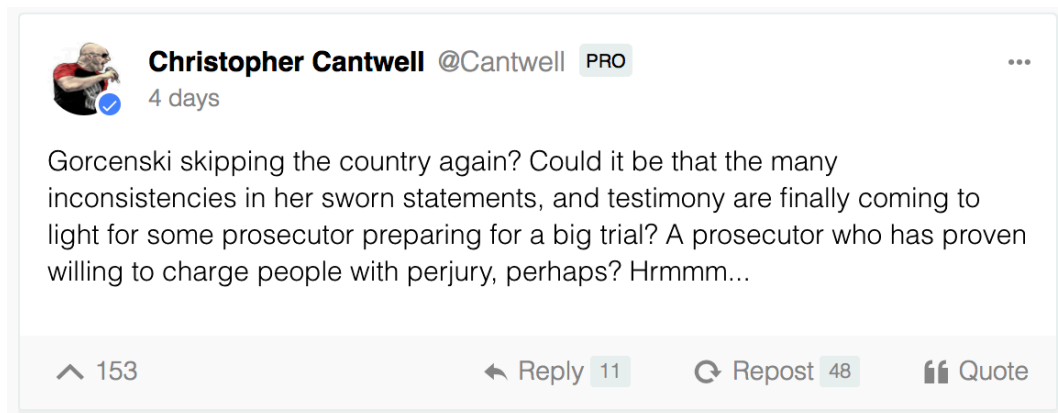 Christopher Cantwell @Cantwell PRO
4 days
Gorcenski skipping the country again? Could it be that the many
inconsistencies in her sworn statements, and testimony are finally coming to
light for some prosecutor preparing for a big trial? A prosecutor who has proven
willing to charge people with perjury, perhaps? Hrmmm...
153 Reply 11 Repost 48 Quote